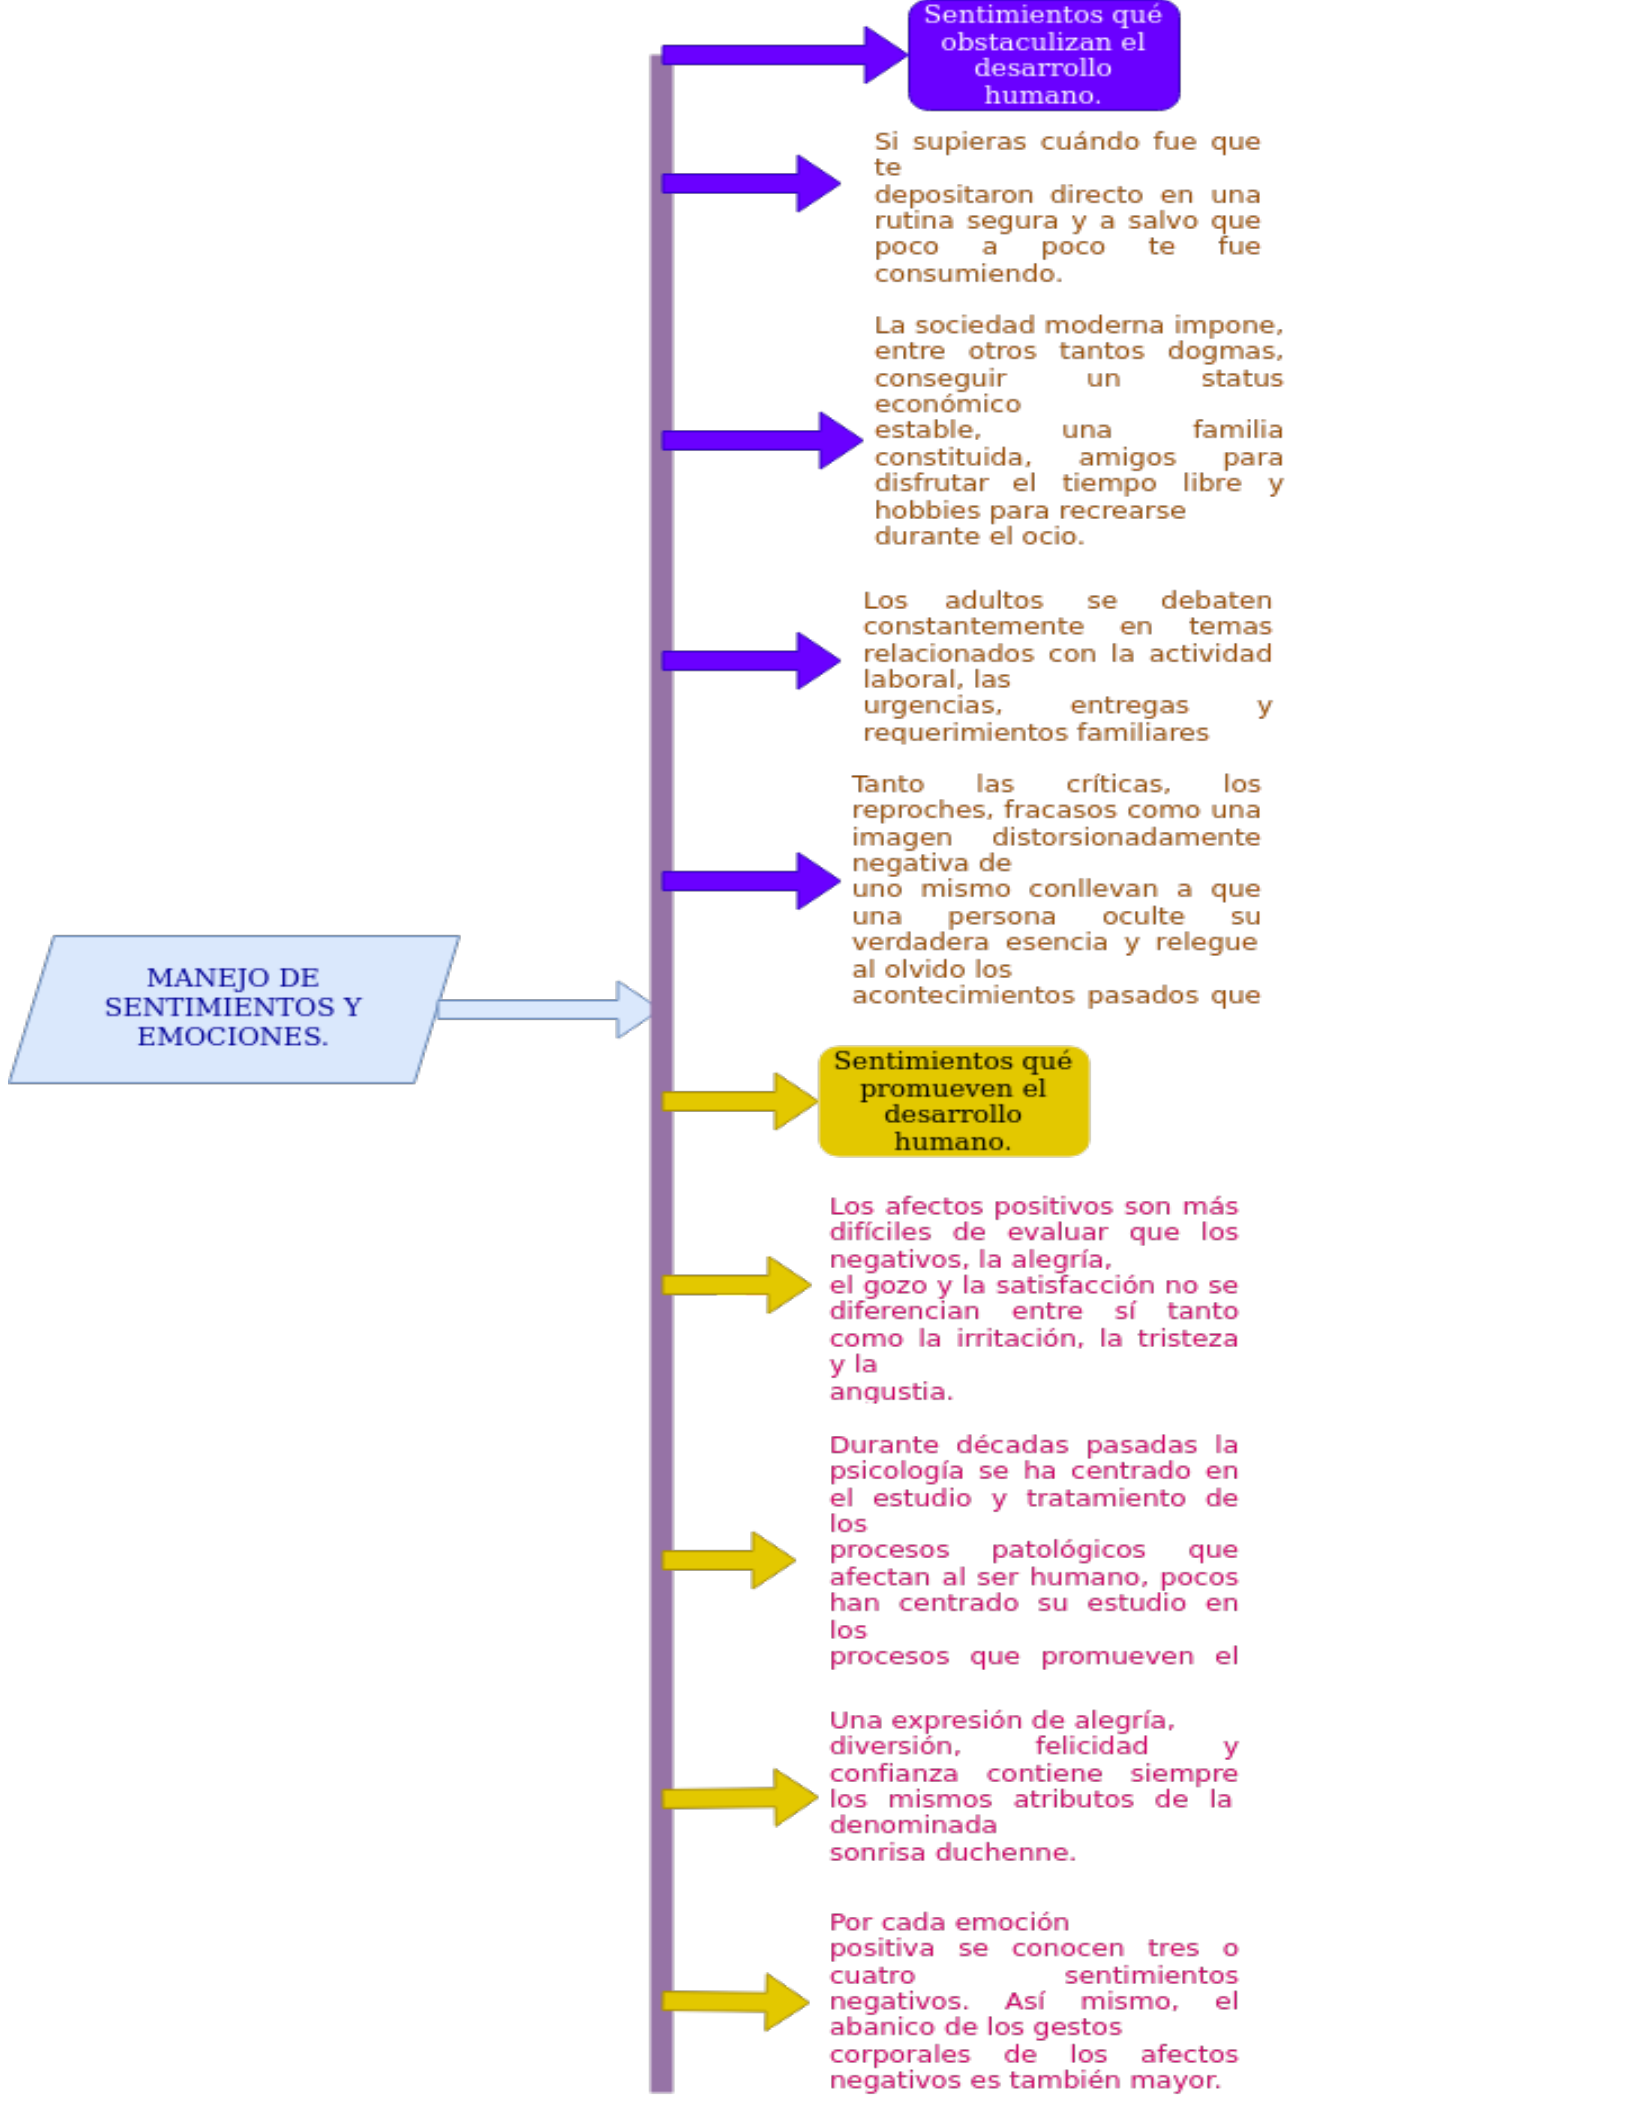 Sentimientos qué
obstaculizan el
desarrollo
humano.
Si supieras cuándo fue que
te
depositaron directo en una
rutina segura y a salvo que
poco a poco te fue
consumiendo.
La sociedad moderna impone,
entre otros tantos dogmas,
conseguir un status
económico
estable, una familia
constituida, amigos para
disfrutar el tiempo libre y
hobbies para recrearse
durante el ocio.
Los adultos se debaten
constantemente en temas
relacionados con la actividad
laboral, las
urgencias, entregas y
requerimientos familiares
Tanto las críticas, los
reproches, fracasos como una
imagen distorsionadamente
negativa de
uno mismo conllevan a que
una persona oculte su
verdadera esencia y relegue
al olvido los
acontecimientos pasados que
MANEJO DE
SENTIMIENTOS Y
EMOCIONES.
Sentimientos qué
promueven el
desarrollo
humano.
Los afectos positivos son más
difíciles de evaluar que los
negativos, la alegría,
el gozo y la satisfacción no se
diferencian entre sí tanto
como la irritación, la tristeza
y la
angustia.
Durante décadas pasadas la
psicología se ha centrado en
el estudio y tratamiento de
los
procesos patológicos que
afectan al ser humano, pocos
han centrado su estudio en
los
procesos que promueven el
Una expresión de alegría,
diversión, felicidad y
confianza contiene siempre
los mismos atributos de la
denominada
sonrisa duchenne.
Por cada emoción
positiva se conocen tres o
cuatro sentimientos
negativos. Así mismo, el
abanico de los gestos
corporales de los afectos
negativos es también mayor.